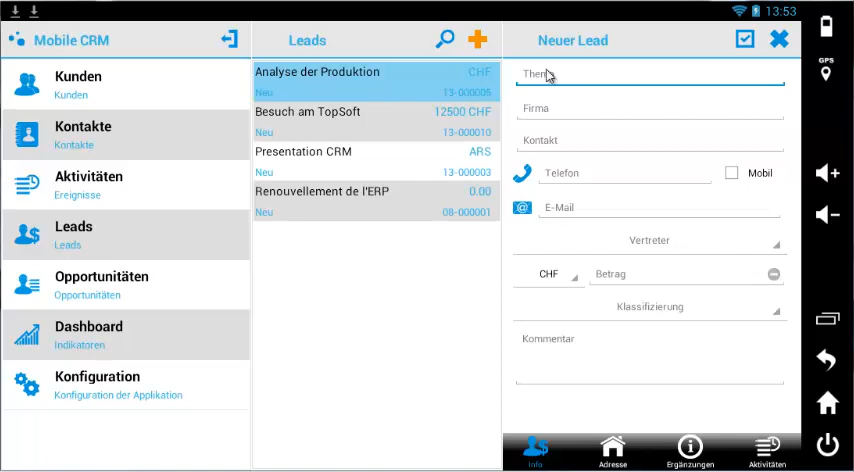 13:53
Mobile CRM
Kunden
Kunden
Kontakte
Kontakte
Aktivitäten
Ereignisse
Leads
Leads
Opportunitäten
Opportunitäten
Dashboard
Indikatoren
Konfiguration
Konfiguration der Applikation
Leads
Analyse der Produktion CHF
Neu 13-000005
Besuch am TopSoft 12500 CHF
Neu 13-000010
Presentation CRM ARS
Neu 13-000003
Renouvellement de l'ERP 0.00
Neu 08-000001
Neuer Lead
Firma
Kontakt
Telefon Mobil
@ E-Mail
Vertreter
CHF Betrag
Klassifizierung
Kommentar
Info Adresse Ergänzungen Aktivitäten
GPS